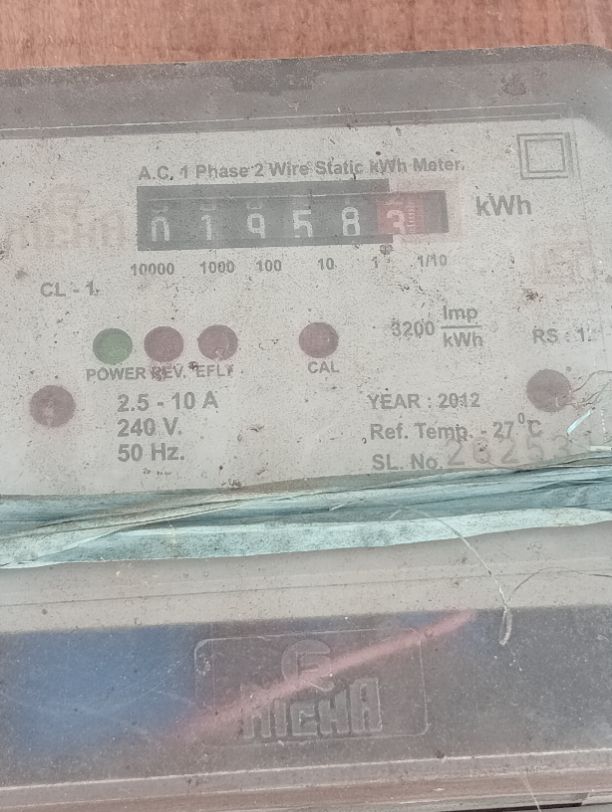 A.C. 1 Phase 2 Wire Static kWh Meter.
0 1 9 5 8 3 kWh
10000 1000 100 10 1 1/10
CL - 1.
3200 Imp/kWh
RS : 1
POWER REV. EFLT CAL
2.5 - 10 A
240 V.
50 Hz.
YEAR : 2012
Ref. Temp. - 27°C
SL. No.